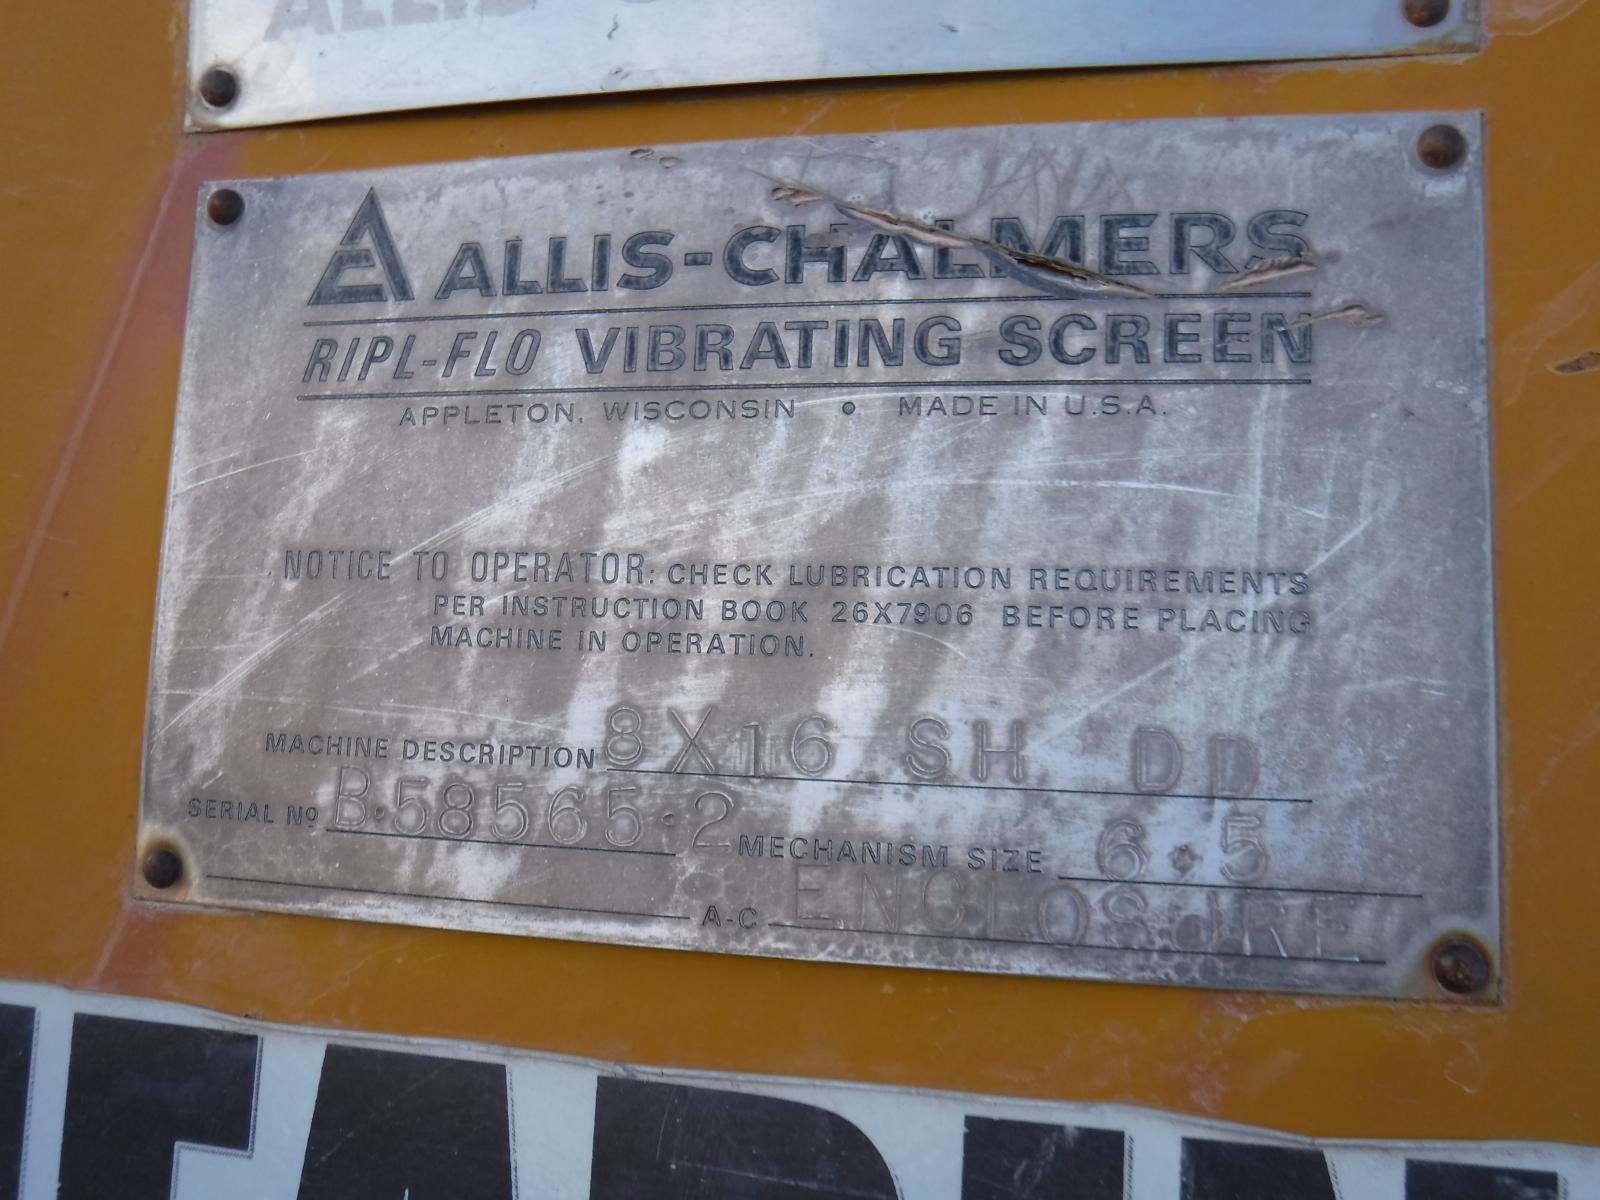 ALLIS-CHALMERS
RIPL-FLO VIBRATING SCREEN
APPLETON, WISCONSIN • MADE IN U.S.A.
NOTICE TO OPERATOR: CHECK LUBRICATION REQUIREMENTS
PER INSTRUCTION BOOK 26X7906 BEFORE PLACING
MACHINE IN OPERATION.
MACHINE DESCRIPTION 8X16 SH DD
SERIAL Nº B·58565·2 MECHANISM SIZE 6·5
A-C ENCLOSURE